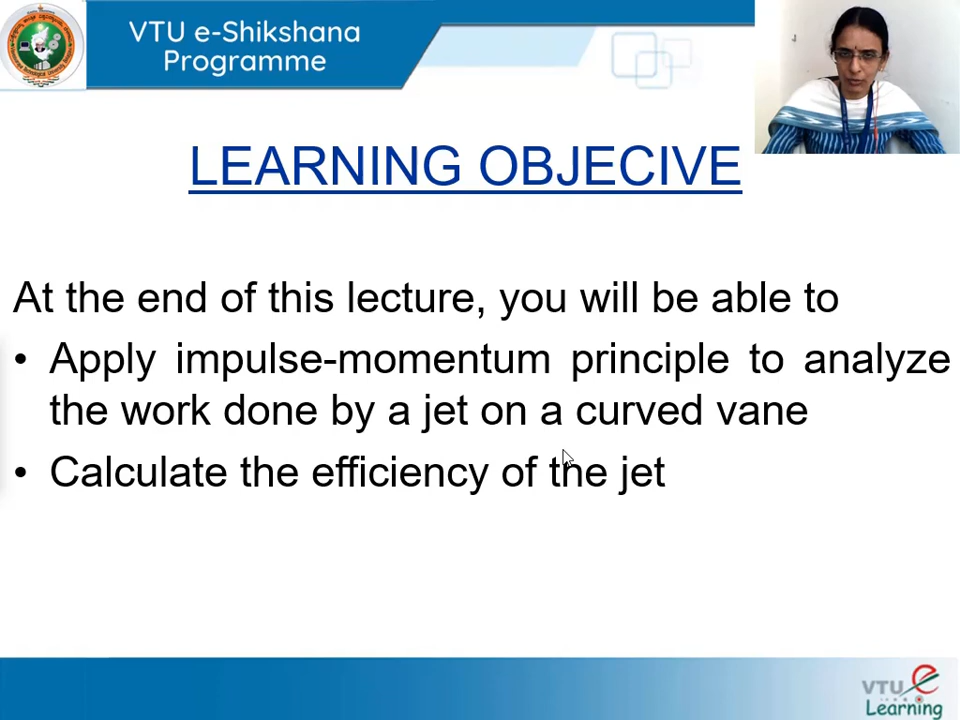 VTU e-Shikshana
Programme
LEARNING OBJECIVE
At the end of this lecture, you will be able to
• Apply impulse-momentum principle to analyze
the work done by a jet on a curved vane
• Calculate the efficiency of the jet
VTU e
Learning